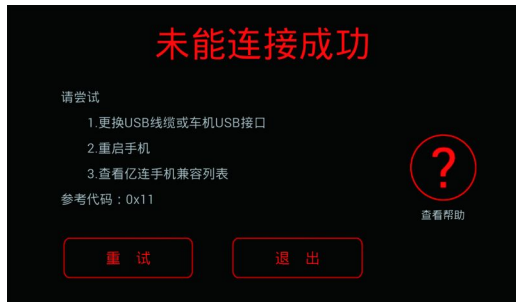 未能连接成功
请尝试
1.更换USB线缆或车机USB接口
2.重启手机
3.查看亿连手机兼容列表
参考代码：0x11
?
查看帮助
重 试
退 出